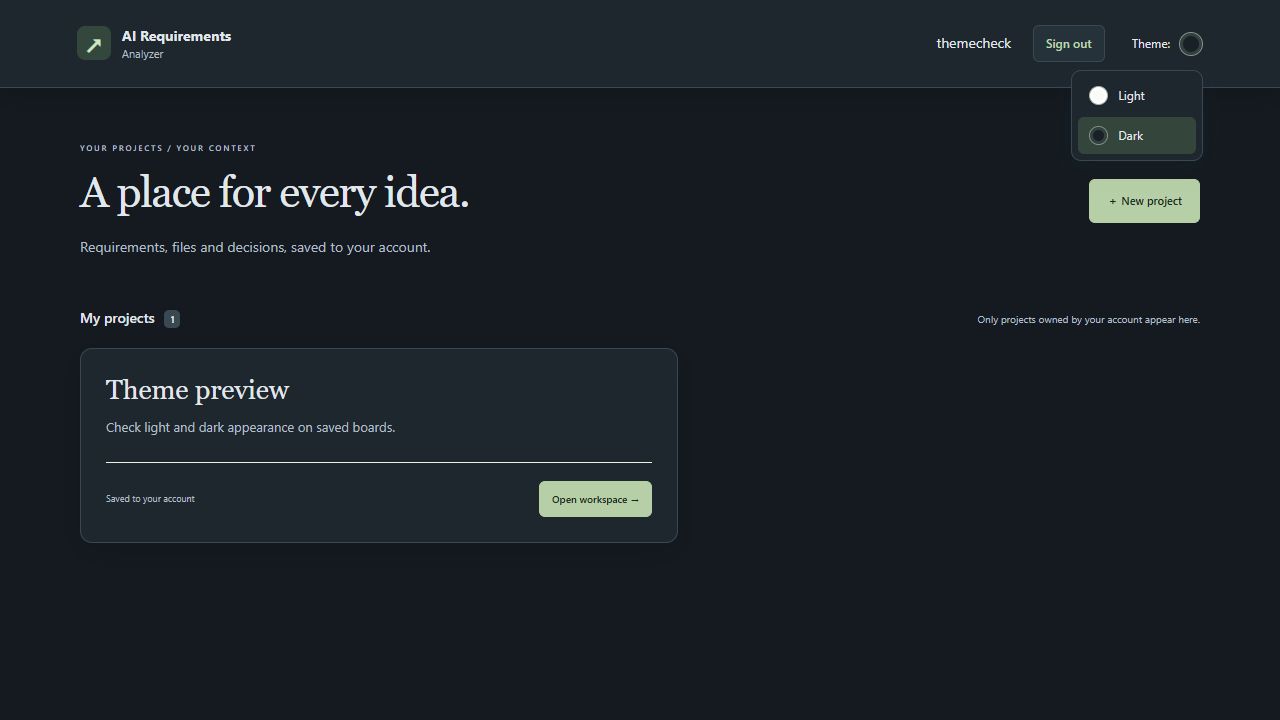 AI Requirements
Analyzer
themecheck
Sign out
Theme:
Light
Dark
YOUR PROJECTS / YOUR CONTEXT
A place for every idea.
+ New project
Requirements, files and decisions, saved to your account.
My projects 1
Only projects owned by your account appear here.
Theme preview
Check light and dark appearance on saved boards.
Saved to your account
Open workspace →